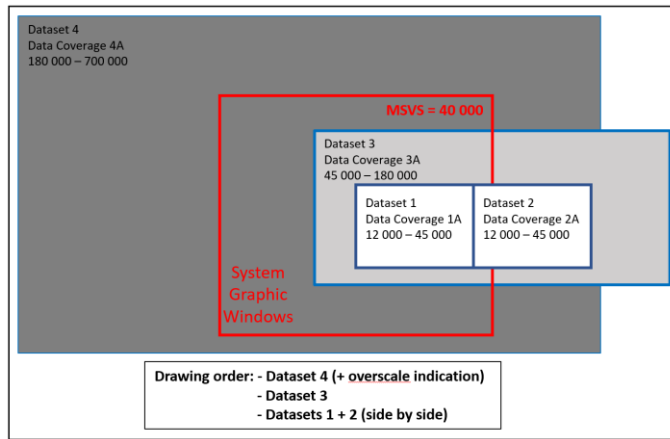 Dataset 4
Data Coverage 4A
180 000 – 700 000
MSVS = 40 000
Dataset 3
Data Coverage 3A
45 000 – 180 000
Dataset 1
Data Coverage 1A
12 000 – 45 000
Dataset 2
Data Coverage 2A
12 000 – 45 000
System
Graphic
Windows
Drawing order: - Dataset 4 (+ overscale indication)
- Dataset 3
- Datasets 1 + 2 (side by side)